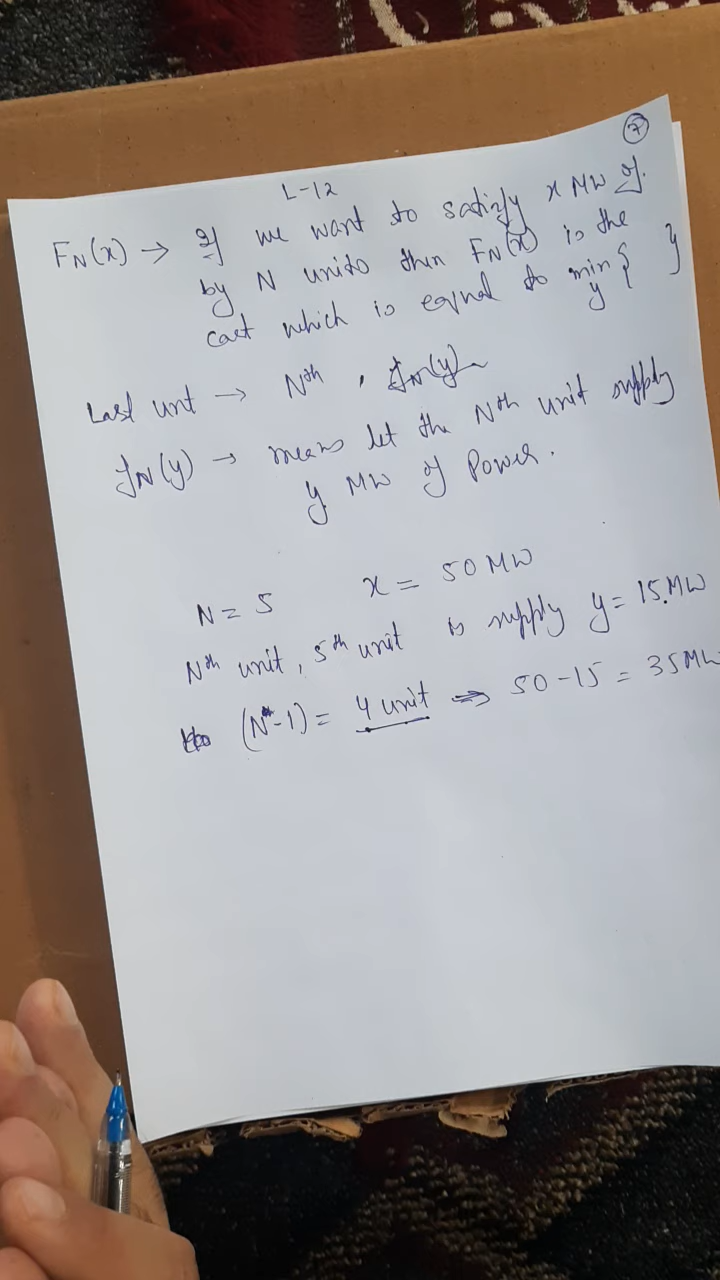 7
L-12
FN(x) → If we want to satisfy x MW of
by N units then FN(x) is the
cost which is equal to min y { }
Last unit → Nth , fN(y)
fN(y) → means let the Nth unit supply
y MW of Power.
N = 5 x = 50 MW
Nth unit, 5th unit is supply y = 15 MW
(N-1) = 4 unit ⇒ 50 - 15 = 35 MW